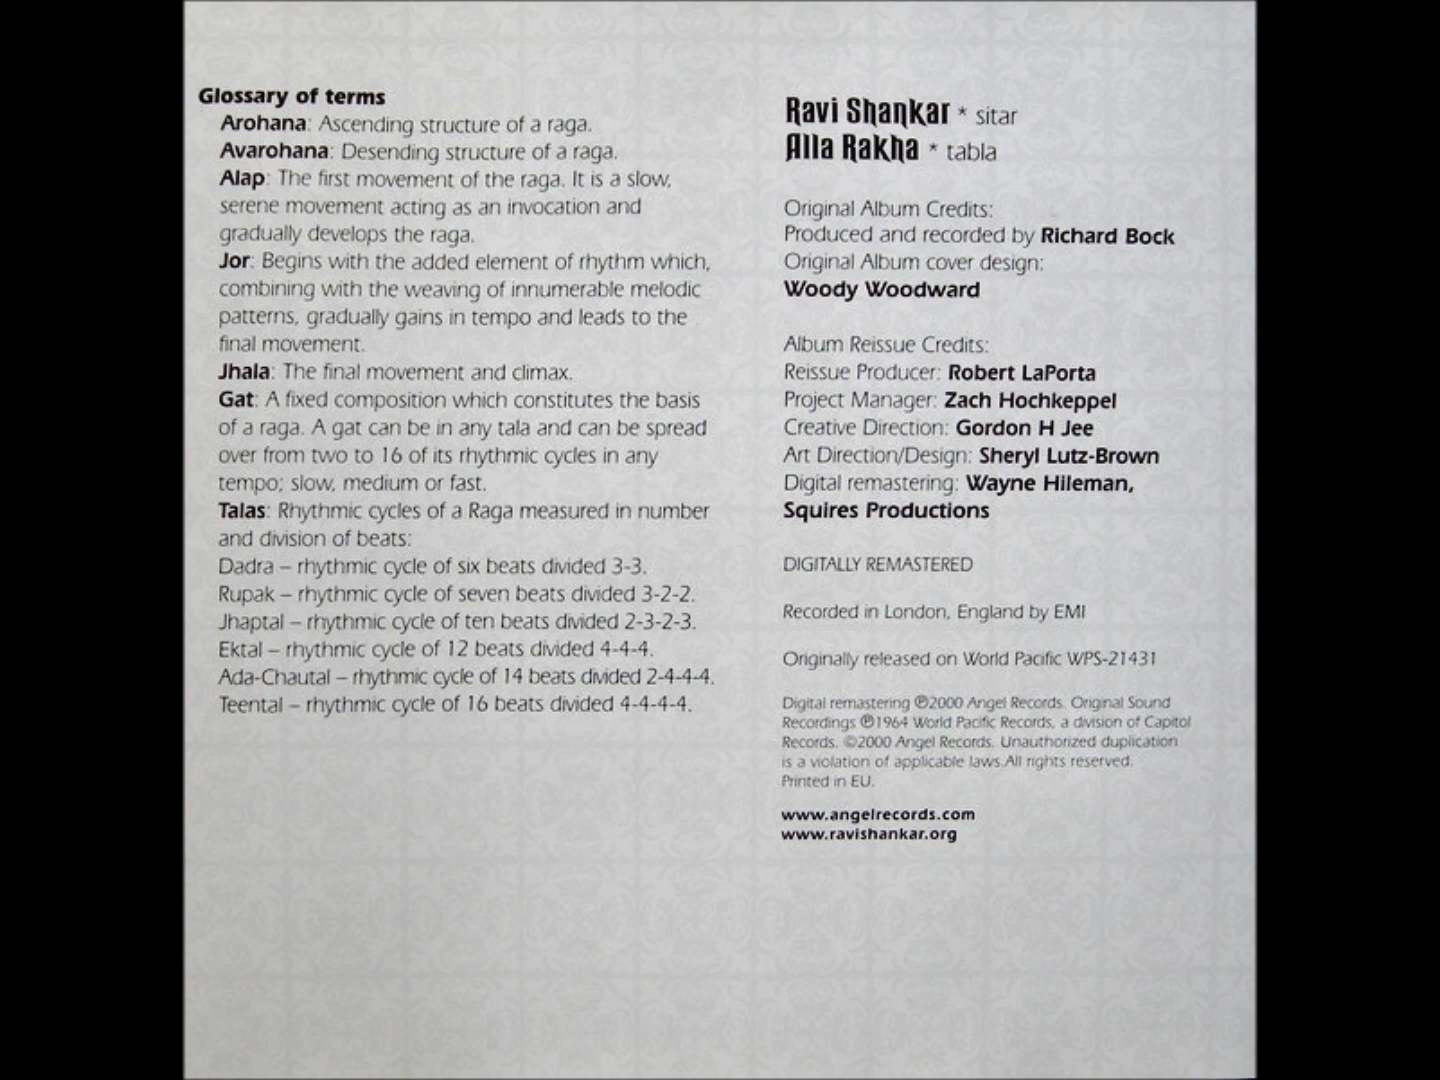 Glossary of terms
Arohana: Ascending structure of a raga.
Avarohana: Desending structure of a raga.
Alap: The first movement of the raga. It is a slow,
serene movement acting as an invocation and
gradually develops the raga.
Jor: Begins with the added element of rhythm which,
combining with the weaving of innumerable melodic
patterns, gradually gains in tempo and leads to the
final movement.
Jhala: The final movement and climax.
Gat: A fixed composition which constitutes the basis
of a raga. A gat can be in any tala and can be spread
over from two to 16 of its rhythmic cycles in any
tempo; slow, medium or fast.
Talas: Rhythmic cycles of a Raga measured in number
and division of beats:
Dadra – rhythmic cycle of six beats divided 3-3.
Rupak – rhythmic cycle of seven beats divided 3-2-2.
Jhaptal – rhythmic cycle of ten beats divided 2-3-2-3.
Ektal – rhythmic cycle of 12 beats divided 4-4-4.
Ada-Chautal – rhythmic cycle of 14 beats divided 2-4-4-4.
Teental – rhythmic cycle of 16 beats divided 4-4-4-4.
Ravi Shankar * sitar
Alla Rakha * tabla
Original Album Credits:
Produced and recorded by Richard Bock
Original Album cover design:
Woody Woodward
Album Reissue Credits:
Reissue Producer: Robert LaPorta
Project Manager: Zach Hochkeppel
Creative Direction: Gordon H Jee
Art Direction/Design: Sheryl Lutz-Brown
Digital remastering: Wayne Hileman,
Squires Productions
DIGITALLY REMASTERED
Recorded in London, England by EMI
Originally released on World Pacific WPS-21431
Digital remastering ℗2000 Angel Records. Original Sound
Recordings ℗1964 World Pacific Records, a division of Capitol
Records. ©2000 Angel Records. Unauthorized duplication
is a violation of applicable laws.All rights reserved.
Printed in EU.
www.angelrecords.com
www.ravishankar.org